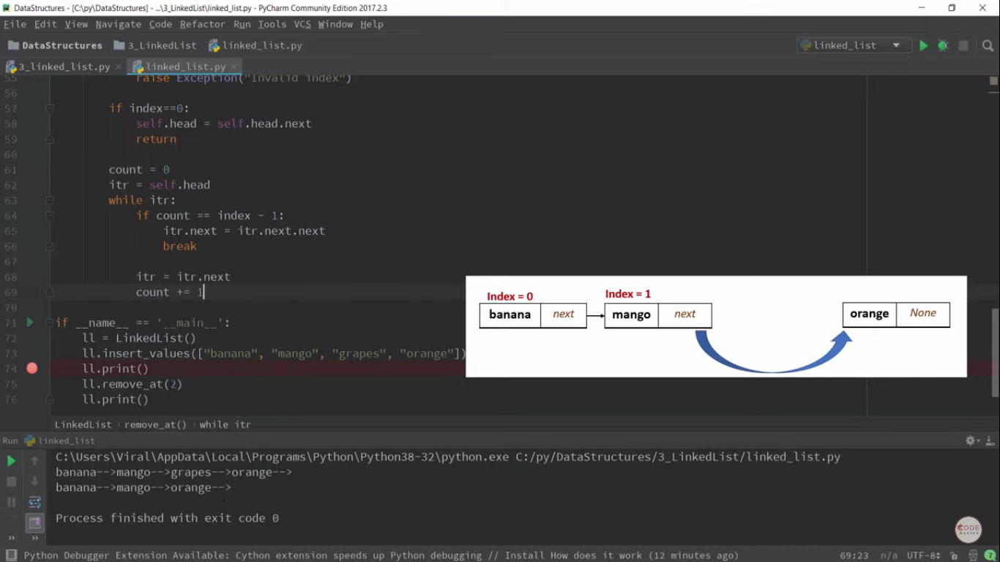 DataStructures - [C:\py\DataStructures] - ...\3_LinkedList\linked_list.py - PyCharm Community Edition 2017.2.3
File Edit View Navigate Code Refactor Run Tools VCS Window Help
DataStructures 3_LinkedList linked_list.py linked_list
3_linked_list.py linked_list.py
55 raise Exception("Invalid index")
56
57 if index==0:
58 self.head = self.head.next
59 return
60
61 count = 0
62 itr = self.head
63 while itr:
64 if count == index - 1:
65 itr.next = itr.next.next
66 break
67
68 itr = itr.next
69 count += 1
70
71 if __name__ == '__main__':
72 ll = LinkedList()
73 ll.insert_values(["banana", "mango", "grapes", "orange"])
74 ll.print()
75 ll.remove_at(2)
76 ll.print()
Index = 0 Index = 1
banana next mango next orange None
LinkedList › remove_at() › while itr
Run linked_list
C:\Users\Viral\AppData\Local\Programs\Python\Python38-32\python.exe C:/py/DataStructures/3_LinkedList/linked_list.py
banana-->mango-->grapes-->orange-->
banana-->mango-->orange-->
Process finished with exit code 0
CODE
BASICS
Python Debugger Extension Available: Cython extension speeds up Python debugging // Install How does it work (12 minutes ago) 69:23 n/a UTF-8 7